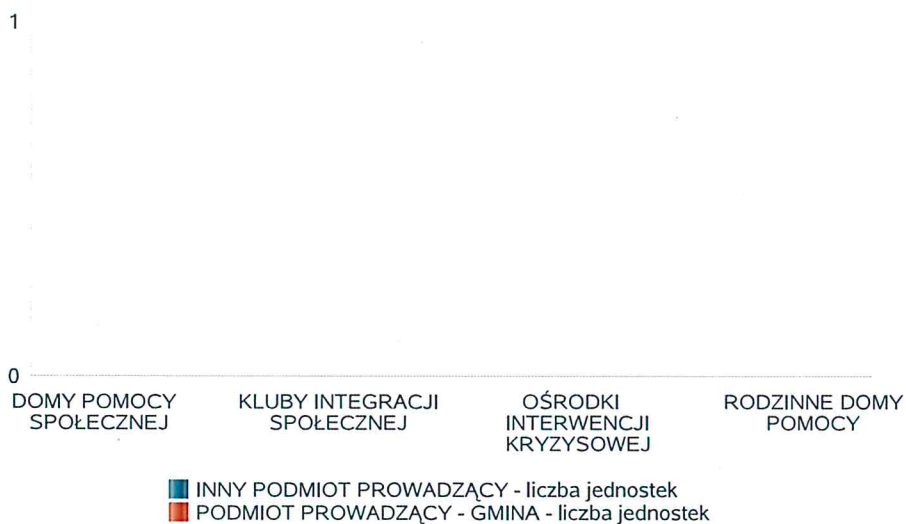 1
0
DOMY POMOCY
SPOŁECZNEJ
KLUBY INTEGRACJI
SPOŁECZNEJ
OŚRODKI
INTERWENCJI
KRYZYSOWEJ
RODZINNE DOMY
POMOCY
INNY PODMIOT PROWADZĄCY - liczba jednostek
PODMIOT PROWADZĄCY - GMINA - liczba jednostek